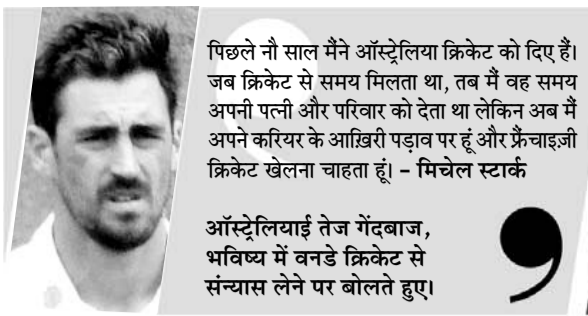 पिछले नौ साल मैंने ऑस्ट्रेलिया क्रिकेट को दिए हैं।
जब क्रिकेट से समय मिलता था, तब मैं वह समय
अपनी पत्नी और परिवार को देता था लेकिन अब मैं
अपने करियर के आख़िरी पड़ाव पर हूं और फ्रैंचाइज़ी
क्रिकेट खेलना चाहता हूं। – मिचेल स्टार्क
ऑस्ट्रेलियाई तेज गेंदबाज,
भविष्य में वनडे क्रिकेट से
संन्यास लेने पर बोलते हुए।